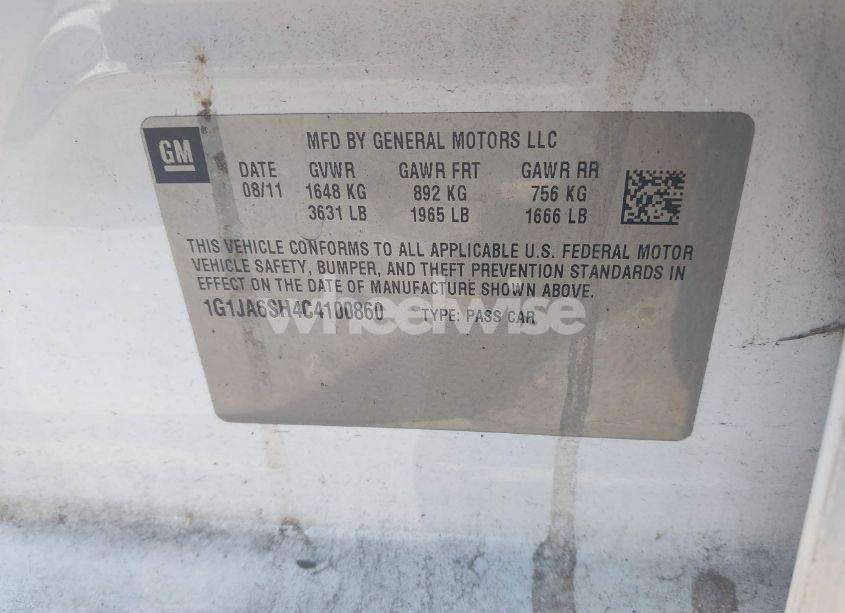 GM
MFD BY GENERAL MOTORS LLC
DATE GVWR GAWR FRT GAWR RR
08/11 1648 KG 892 KG 756 KG
3631 LB 1965 LB 1666 LB
THIS VEHICLE CONFORMS TO ALL APPLICABLE U.S. FEDERAL MOTOR
VEHICLE SAFETY, BUMPER, AND THEFT PREVENTION STANDARDS IN
EFFECT ON THE DATE OF MANUFACTURE SHOWN ABOVE.
1G1JA6SH4C4100860 TYPE: PASS CAR
wheelwise